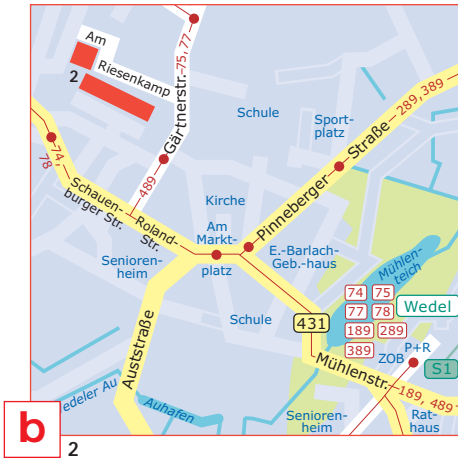 Am
2
Riesenkamp
Gärtnerstr.
75, 77
489
74,
78
Schauen-
burger Str.
Roland-
Str.
Schule
Sport-
platz
289, 389
Pinneberger Straße
Kirche
Am
Markt-
platz
E.-Barlach-
Geb.-haus
Senioren-
heim
Mühlen-
teich
74 75
77 78
189 289
389
Wedel
Schule
431
P+R
ZOB
S1
Mühlenstr.
189, 489
Auststraße
edeler Au
Auhafen
Senioren-
heim
Rat-
haus
b
2